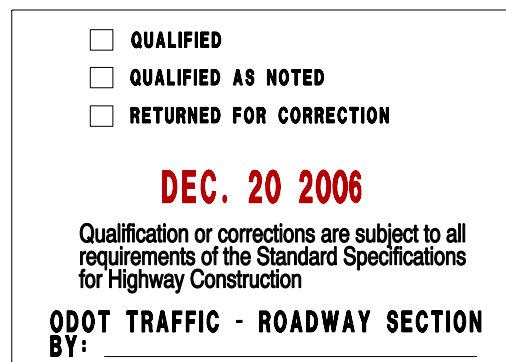 QUALIFIED
QUALIFIED AS NOTED
RETURNED FOR CORRECTION
DEC. 20 2006
Qualification or corrections are subject to all
requirements of the Standard Specifications
for Highway Construction
ODOT TRAFFIC - ROADWAY SECTION
BY: